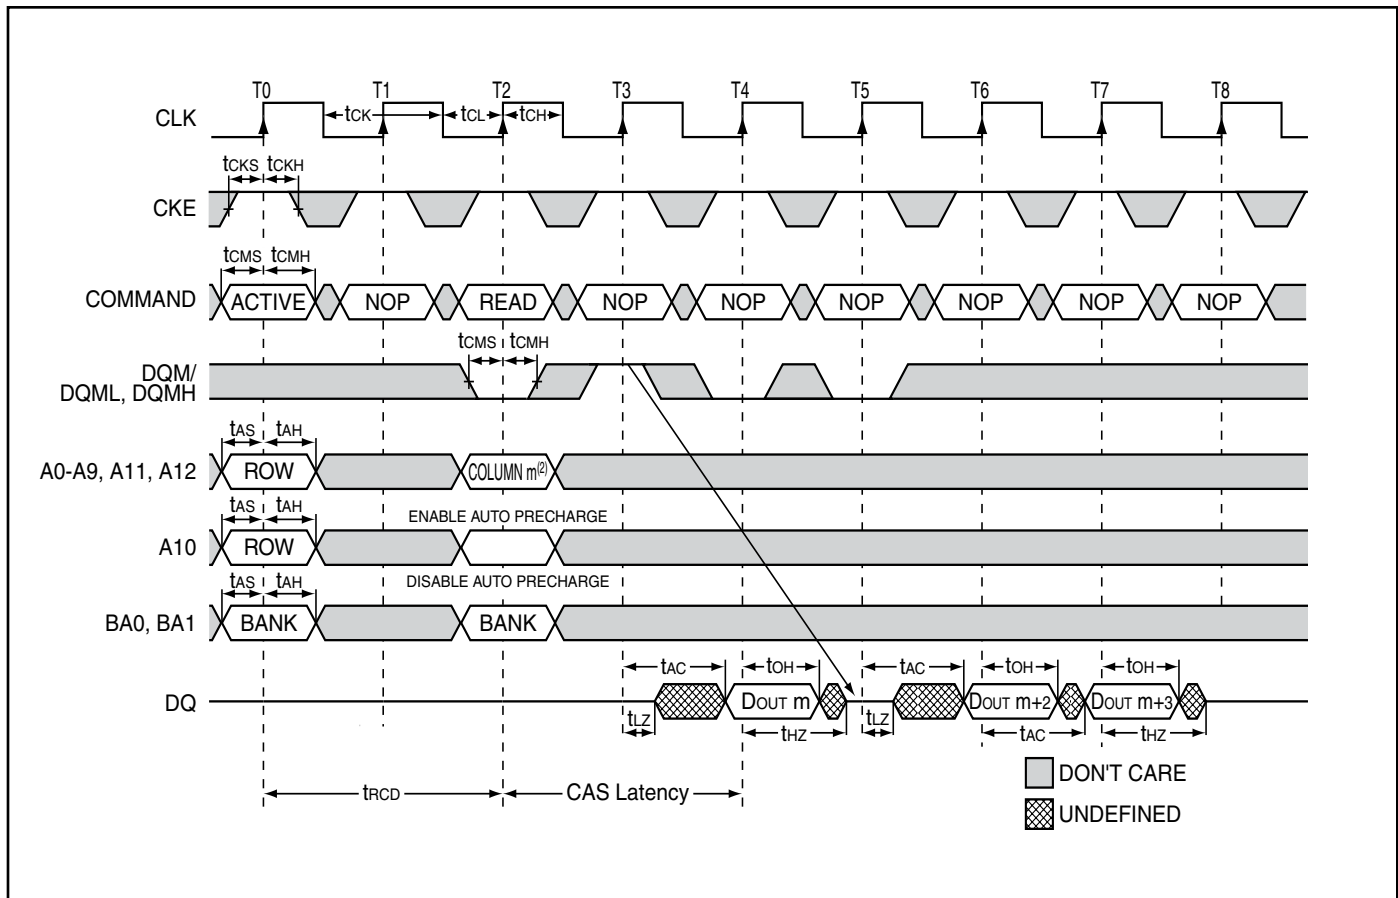 T0 T1 T2 T3 T4 T5 T6 T7 T8
CLK tCK tCL tCH
tCKS tCKH
CKE
tCMS tCMH
COMMAND ACTIVE NOP READ NOP NOP NOP NOP NOP NOP
tCMS tCMH
DQM/
DQML, DQMH
tAS tAH
A0-A9, A11, A12 ROW COLUMN m(2)
tAS tAH ENABLE AUTO PRECHARGE
A10 ROW
tAS tAH DISABLE AUTO PRECHARGE
BA0, BA1 BANK BANK
tAC tOH tAC tOH tOH
DQ DOUT m DOUT m+2 DOUT m+3
tLZ tHZ tLZ tAC tHZ
DON'T CARE
tRCD CAS Latency
UNDEFINED